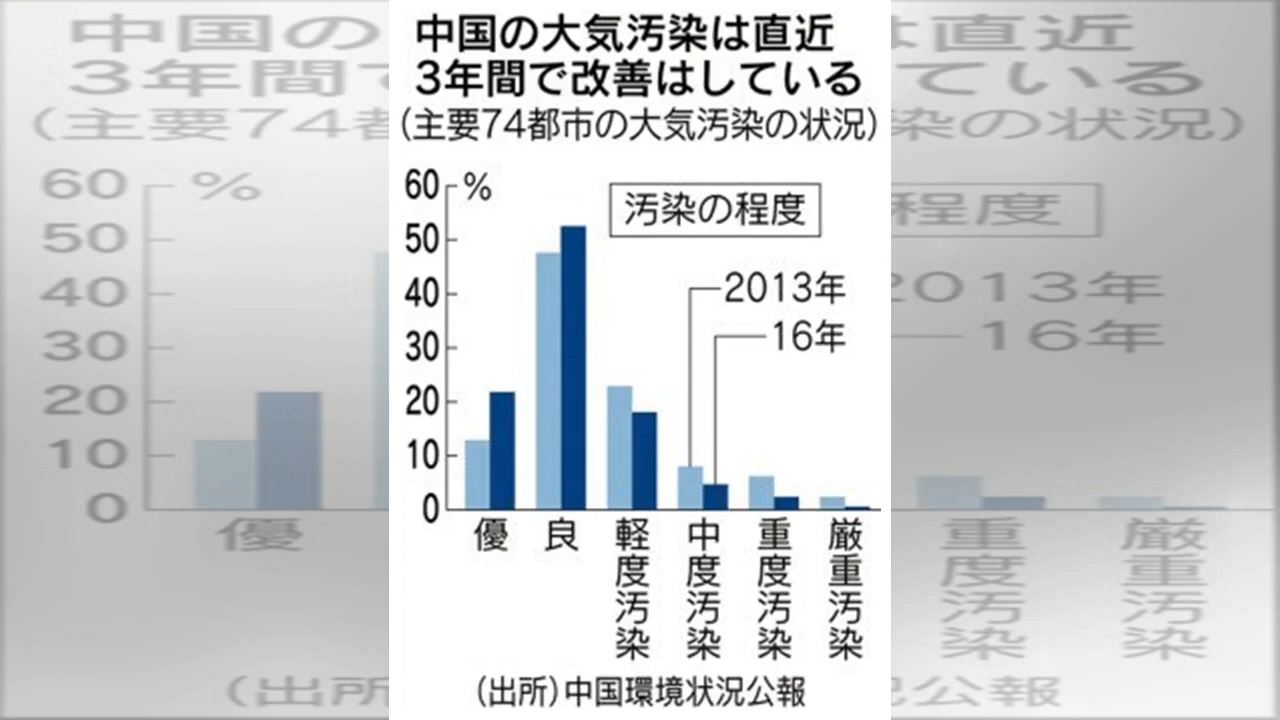 中国の大気汚染は直近
3年間で改善はしている
（主要74都市の大気汚染の状況）
60 %
汚染の程度
50
40
2013年
30
16年
20
10
0
優
良
軽度汚染
中度汚染
重度汚染
厳重汚染
（出所）中国環境状況公報